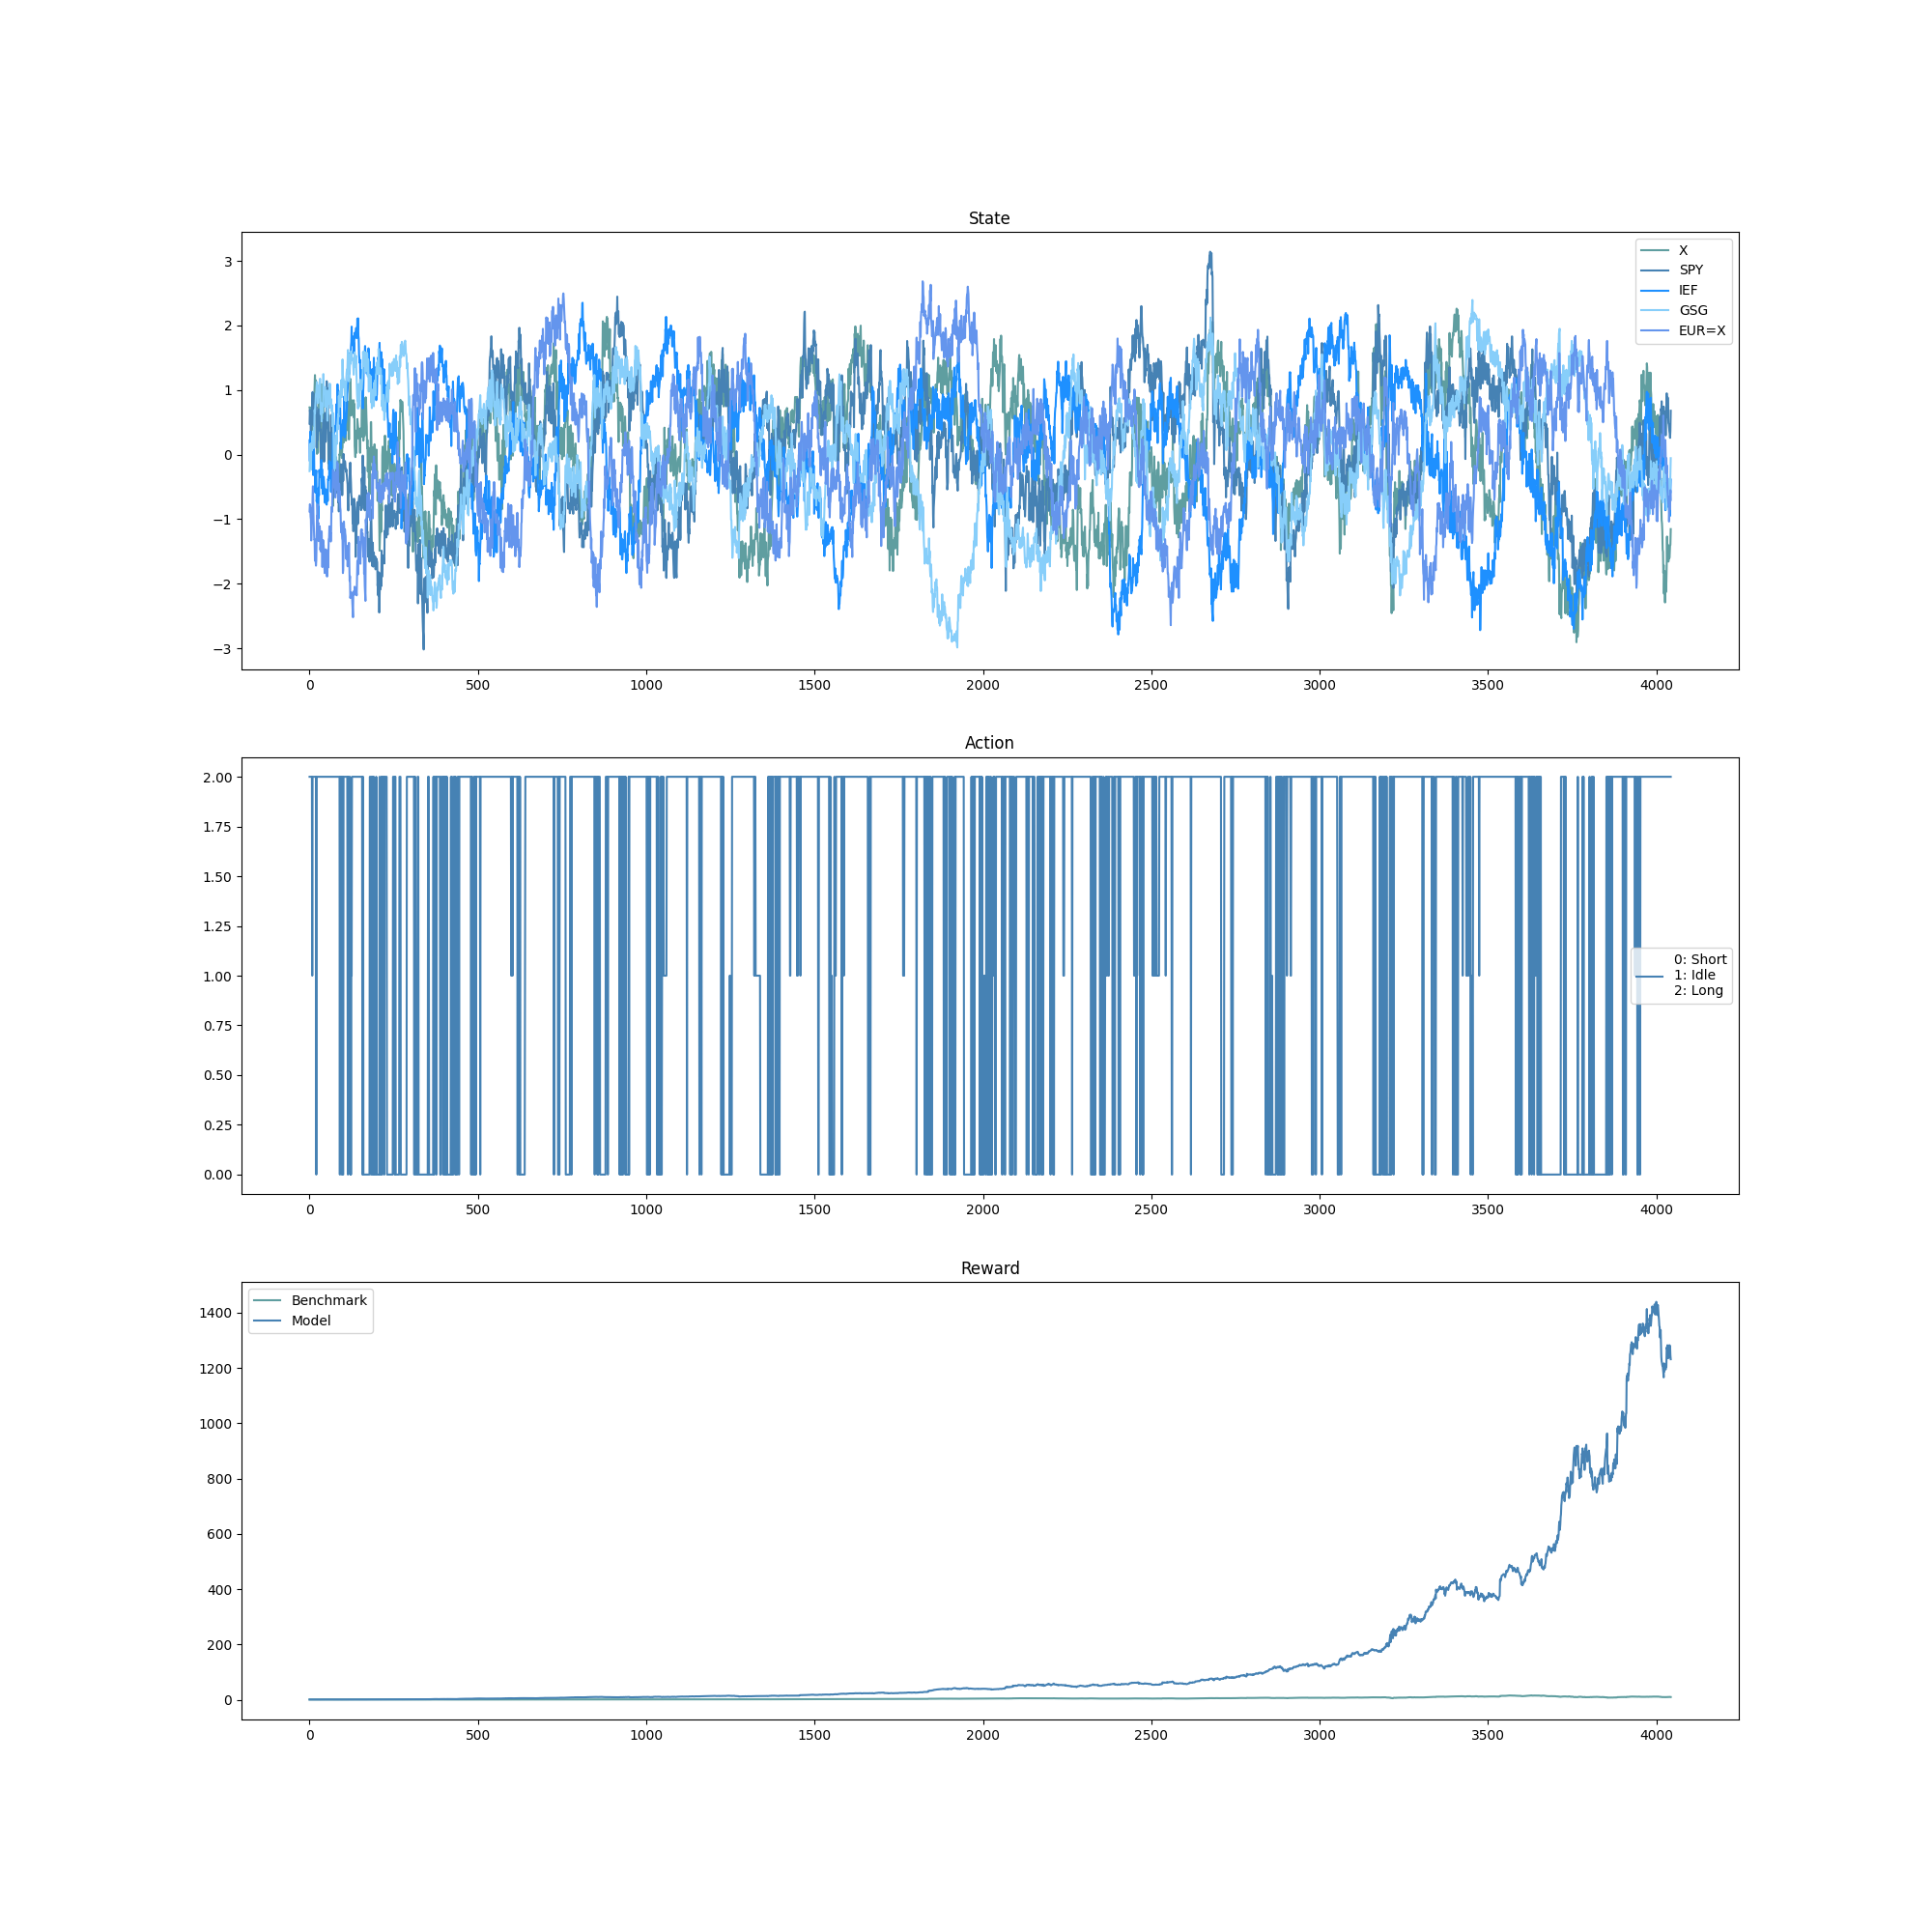 State
3
2
1
0
−1
−2
−3
X
SPY
IEF
GSG
EUR=X
0 500 1000 1500 2000 2500 3000 3500 4000
Action
2.00
1.75
1.50
1.25
1.00
0.75
0.50
0.25
0.00
0: Short
1: Idle
2: Long
0 500 1000 1500 2000 2500 3000 3500 4000
Reward
Benchmark
Model
1400
1200
1000
800
600
400
200
0
0 500 1000 1500 2000 2500 3000 3500 4000